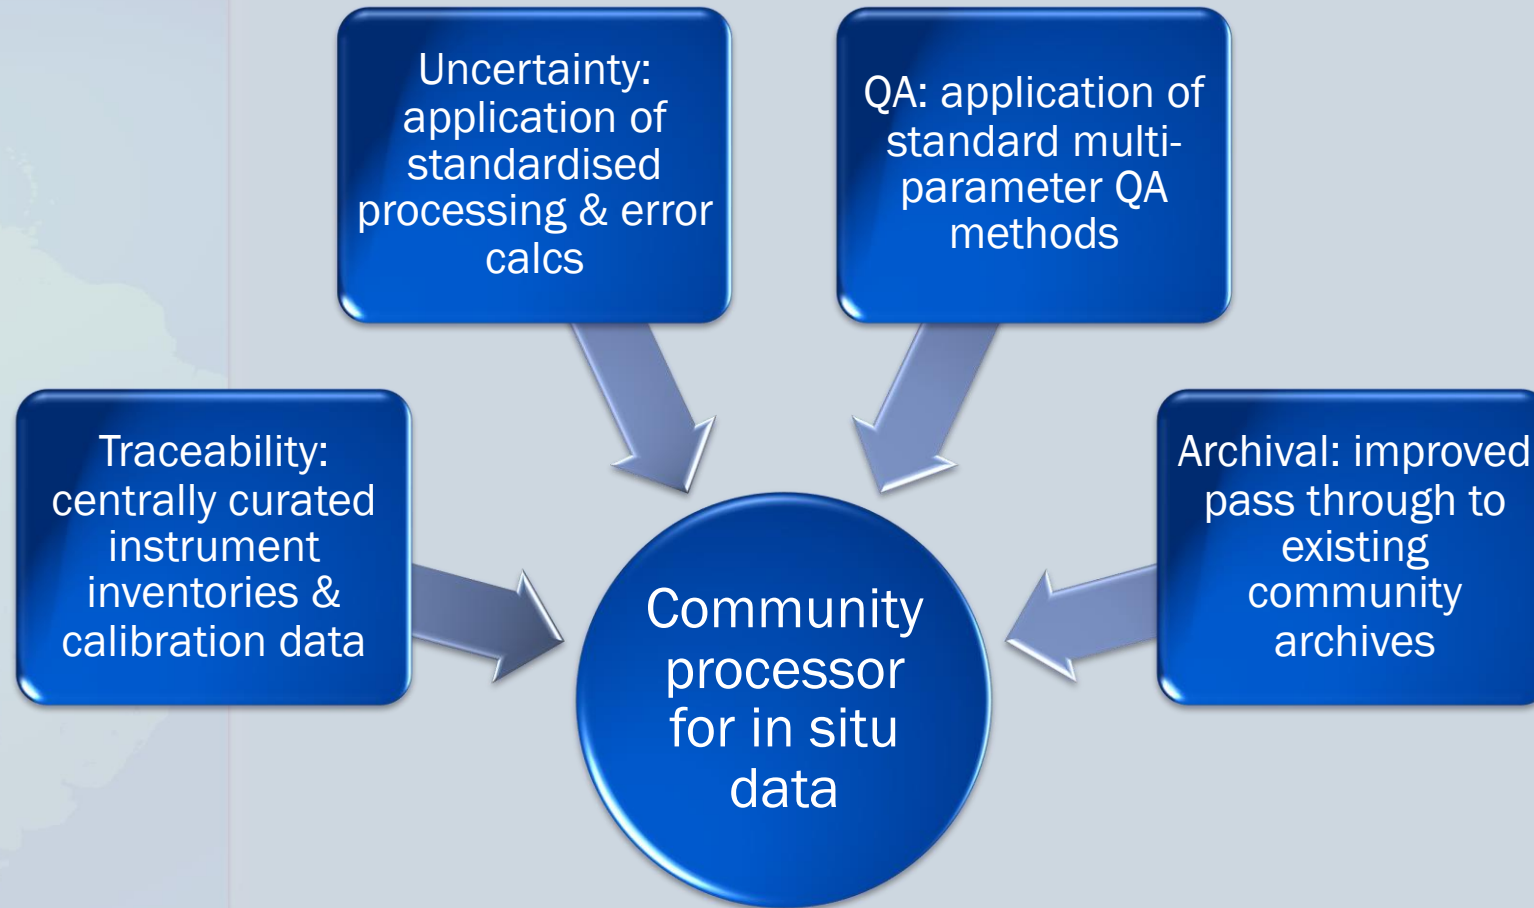 Uncertainty:
application of
standardised
processing & error
calcs
QA: application of
standard multi-
parameter QA
methods
Traceability:
centrally curated
instrument
inventories &
calibration data
Archival: improved
pass through to
existing
community
archives
Community
processor
for in situ
data